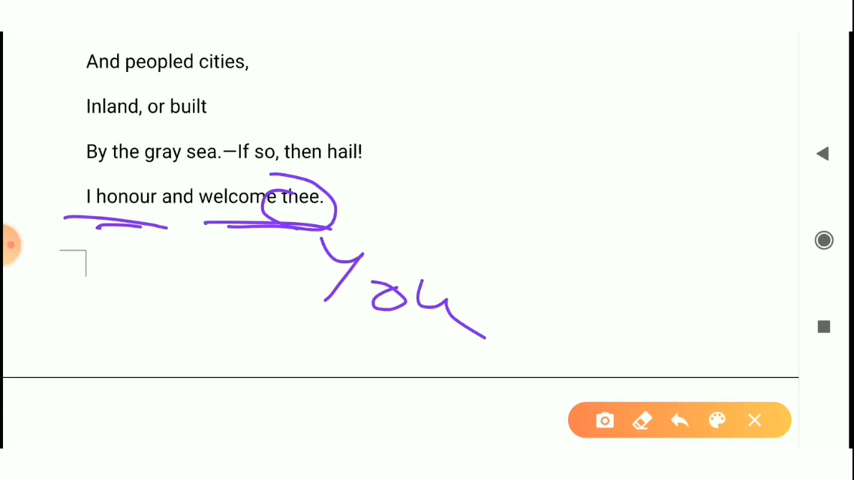 And peopled cities,
Inland, or built
By the gray sea.—If so, then hail!
I honour and welcome thee.
You